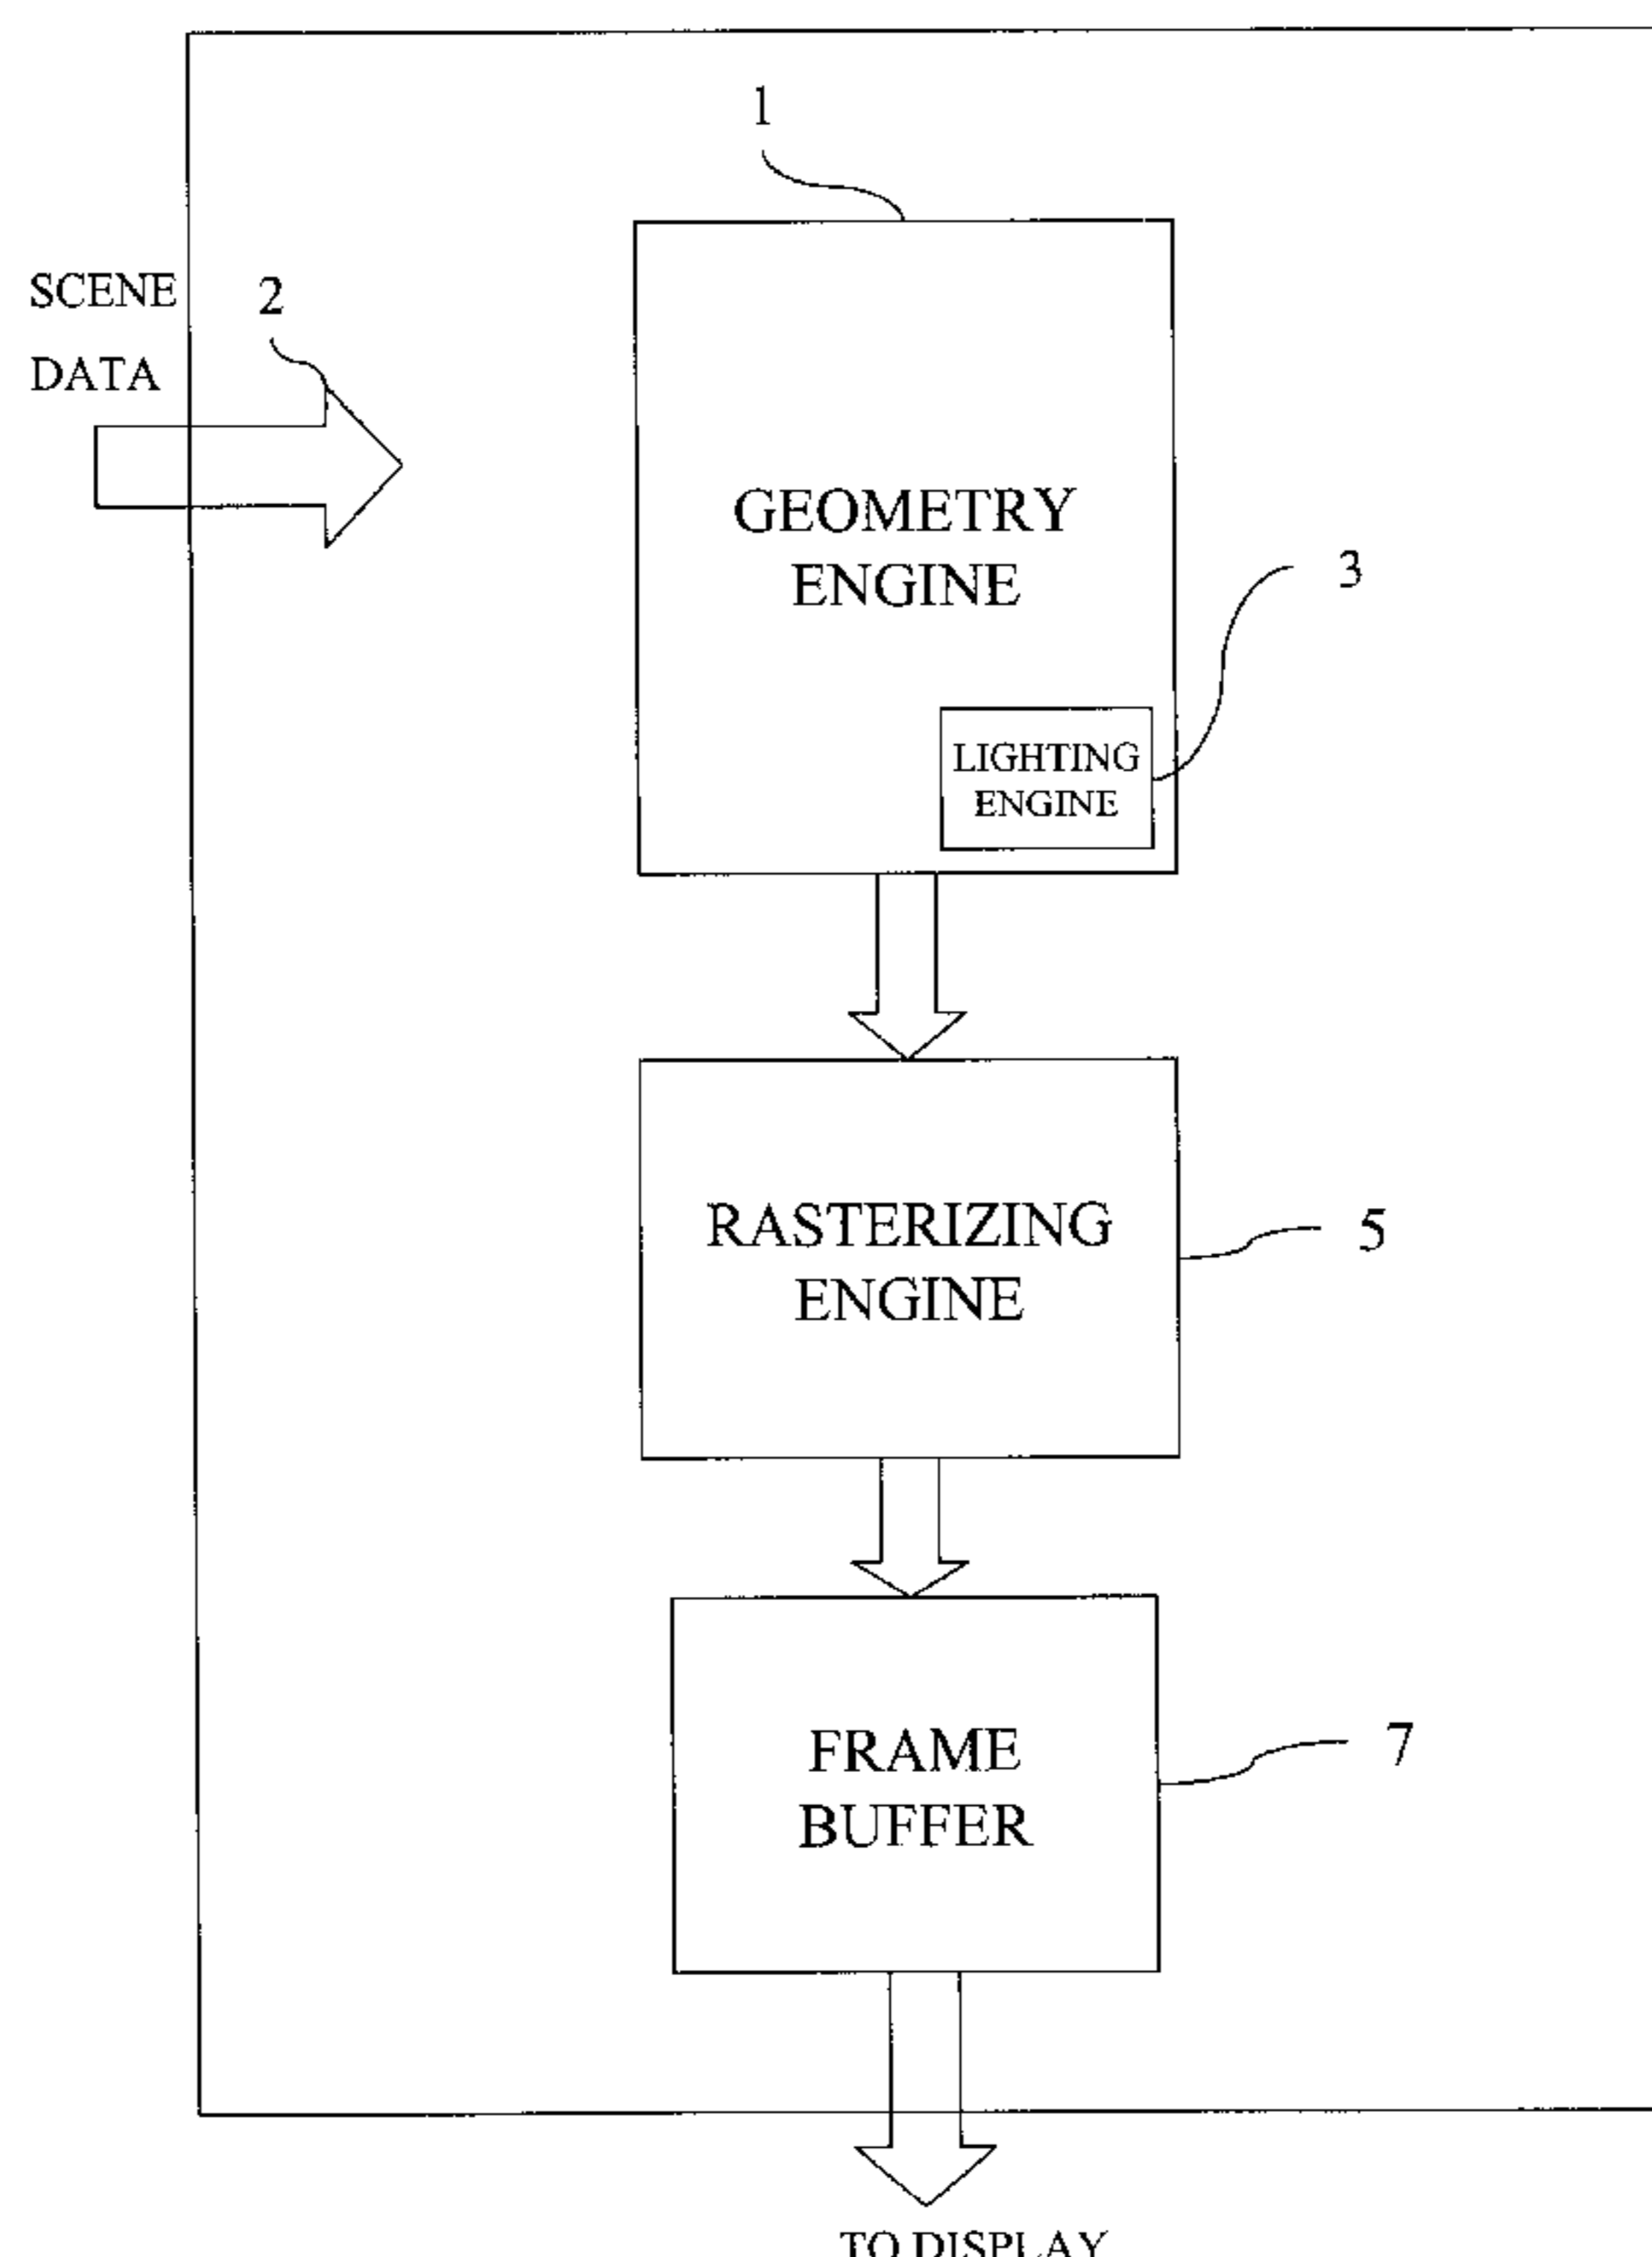 1
SCENE
DATA
2
GEOMETRY
ENGINE
3
LIGHTING
ENGINE
RASTERIZING
ENGINE
5
FRAME
BUFFER
7
TO DISPLAY